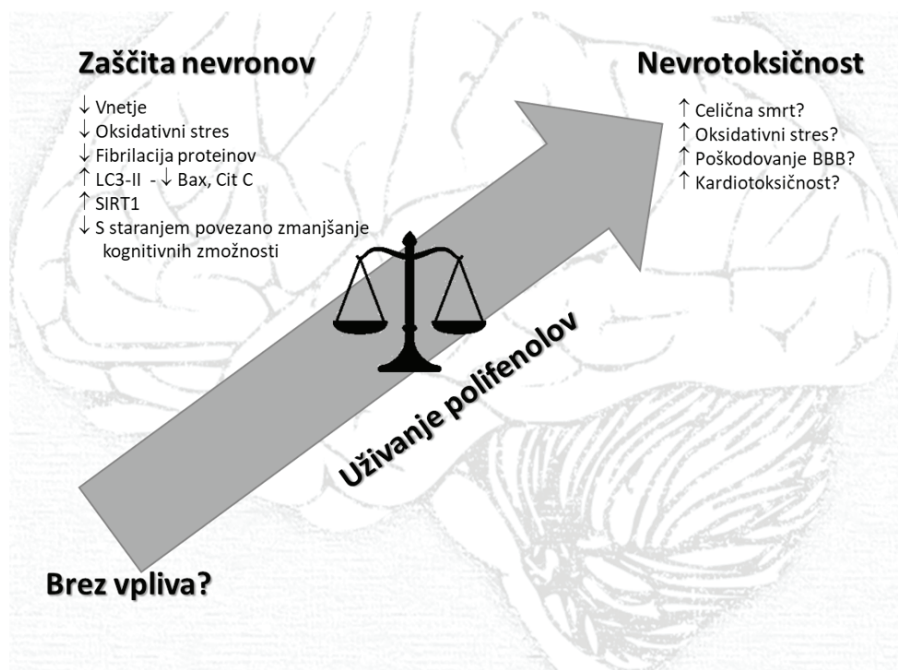 Zaščita nevronov
↓ Vnetje
↓ Oksidativni stres
↓ Fibrilacija proteinov
↑ LC3-II - ↓ Bax, Cit C
↑ SIRT1
↓ S staranjem povezano zmanjšanje
kognitivnih zmožnosti
Nevrotoksičnost
↑ Celična smrt?
↑ Oksidativni stres?
↑ Poškodovanje BBB?
↑ Kardiotoksičnost?
Uživanje polifenolov
Brez vpliva?